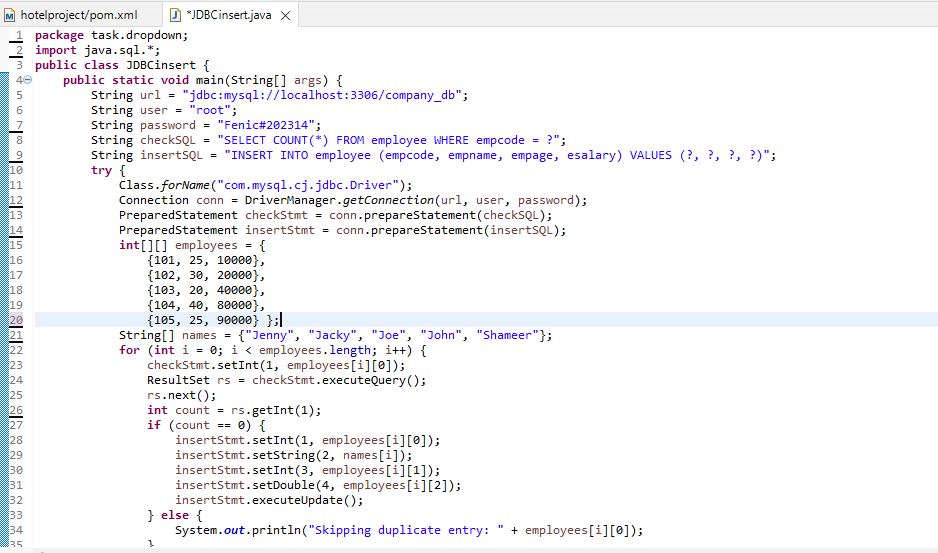 hotelproject/pom.xml
*JDBCinsert.java
1 package task.dropdown;
2 import java.sql.*;
3 public class JDBCinsert {
4 public static void main(String[] args) {
5 String url = "jdbc:mysql://localhost:3306/company_db";
6 String user = "root";
7 String password = "Fenic#202314";
8 String checkSQL = "SELECT COUNT(*) FROM employee WHERE empcode = ?";
9 String insertSQL = "INSERT INTO employee (empcode, empname, empage, esalary) VALUES (?, ?, ?, ?)";
10 try {
11 Class.forName("com.mysql.cj.jdbc.Driver");
12 Connection conn = DriverManager.getConnection(url, user, password);
13 PreparedStatement checkStmt = conn.prepareStatement(checkSQL);
14 PreparedStatement insertStmt = conn.prepareStatement(insertSQL);
15 int[][] employees = {
16 {101, 25, 10000},
17 {102, 30, 20000},
18 {103, 20, 40000},
19 {104, 40, 80000},
20 {105, 25, 90000} };
21 String[] names = {"Jenny", "Jacky", "Joe", "John", "Shameer"};
22 for (int i = 0; i < employees.length; i++) {
23 checkStmt.setInt(1, employees[i][0]);
24 ResultSet rs = checkStmt.executeQuery();
25 rs.next();
26 int count = rs.getInt(1);
27 if (count == 0) {
28 insertStmt.setInt(1, employees[i][0]);
29 insertStmt.setString(2, names[i]);
30 insertStmt.setInt(3, employees[i][1]);
31 insertStmt.setDouble(4, employees[i][2]);
32 insertStmt.executeUpdate();
33 } else {
34 System.out.println("Skipping duplicate entry: " + employees[i][0]);
35 }